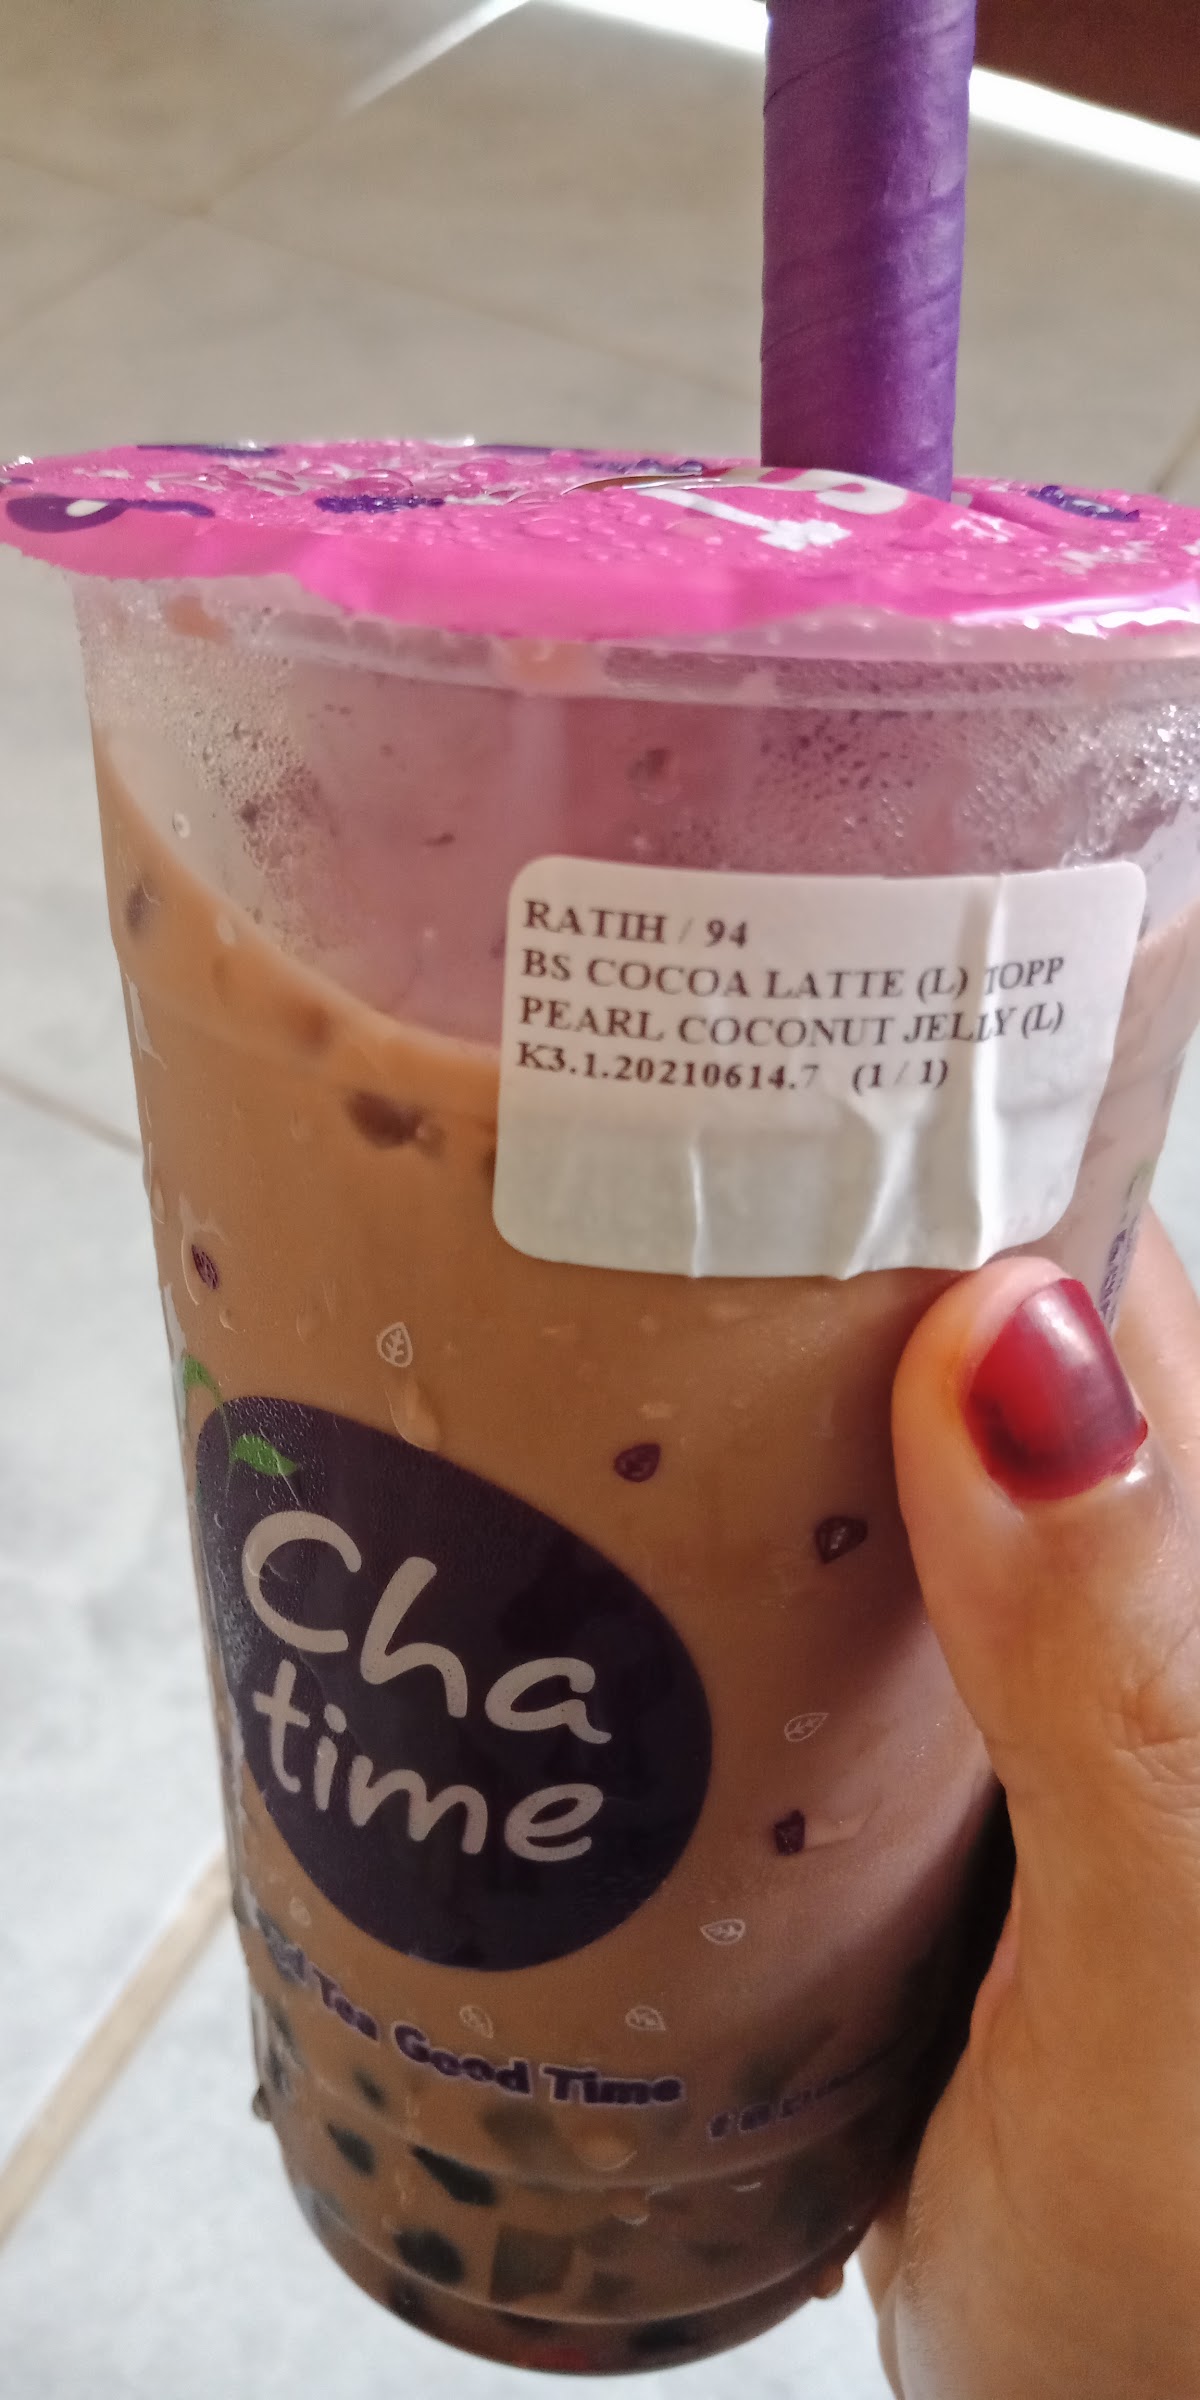 RATIH / 94
BS COCOA LATTE (L) TOPP
PEARL COCONUT JELLY (L)
K3.1.20210614.7 (1 / 1)
Cha
time
Tea Good Time